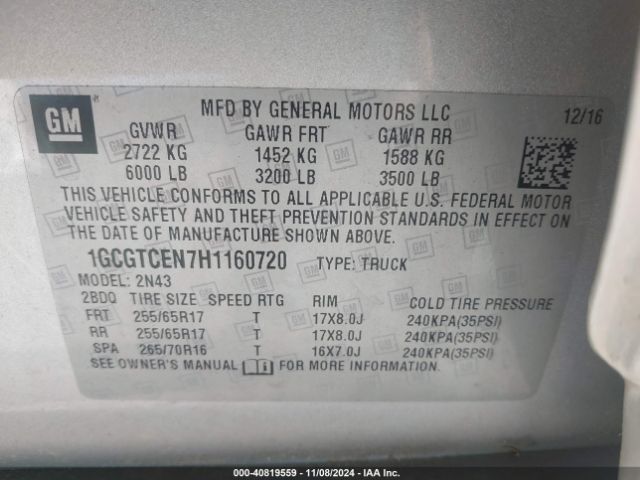 GM
MFD BY GENERAL MOTORS LLC 12/16
GVWR GAWR FRT GAWR RR
2722 KG 1452 KG 1588 KG
6000 LB 3200 LB 3500 LB
THIS VEHICLE CONFORMS TO ALL APPLICABLE U.S. FEDERAL MOTOR
VEHICLE SAFETY AND THEFT PREVENTION STANDARDS IN EFFECT ON
THE DATE OF MANUFACTURE SHOWN ABOVE.
1GCGTCEN7H1160720 TYPE: TRUCK
MODEL: 2N43
2BDQ TIRE SIZE SPEED RTG RIM COLD TIRE PRESSURE
FRT 255/65R17 T 17X8.0J 240KPA(35PSI)
RR 255/65R17 T 17X8.0J 240KPA(35PSI)
SPA 265/70R16 T 16X7.0J 240KPA(35PSI)
SEE OWNER'S MANUAL FOR MORE INFORMATION.
000-40819559 - 11/08/2024 - IAA Inc.